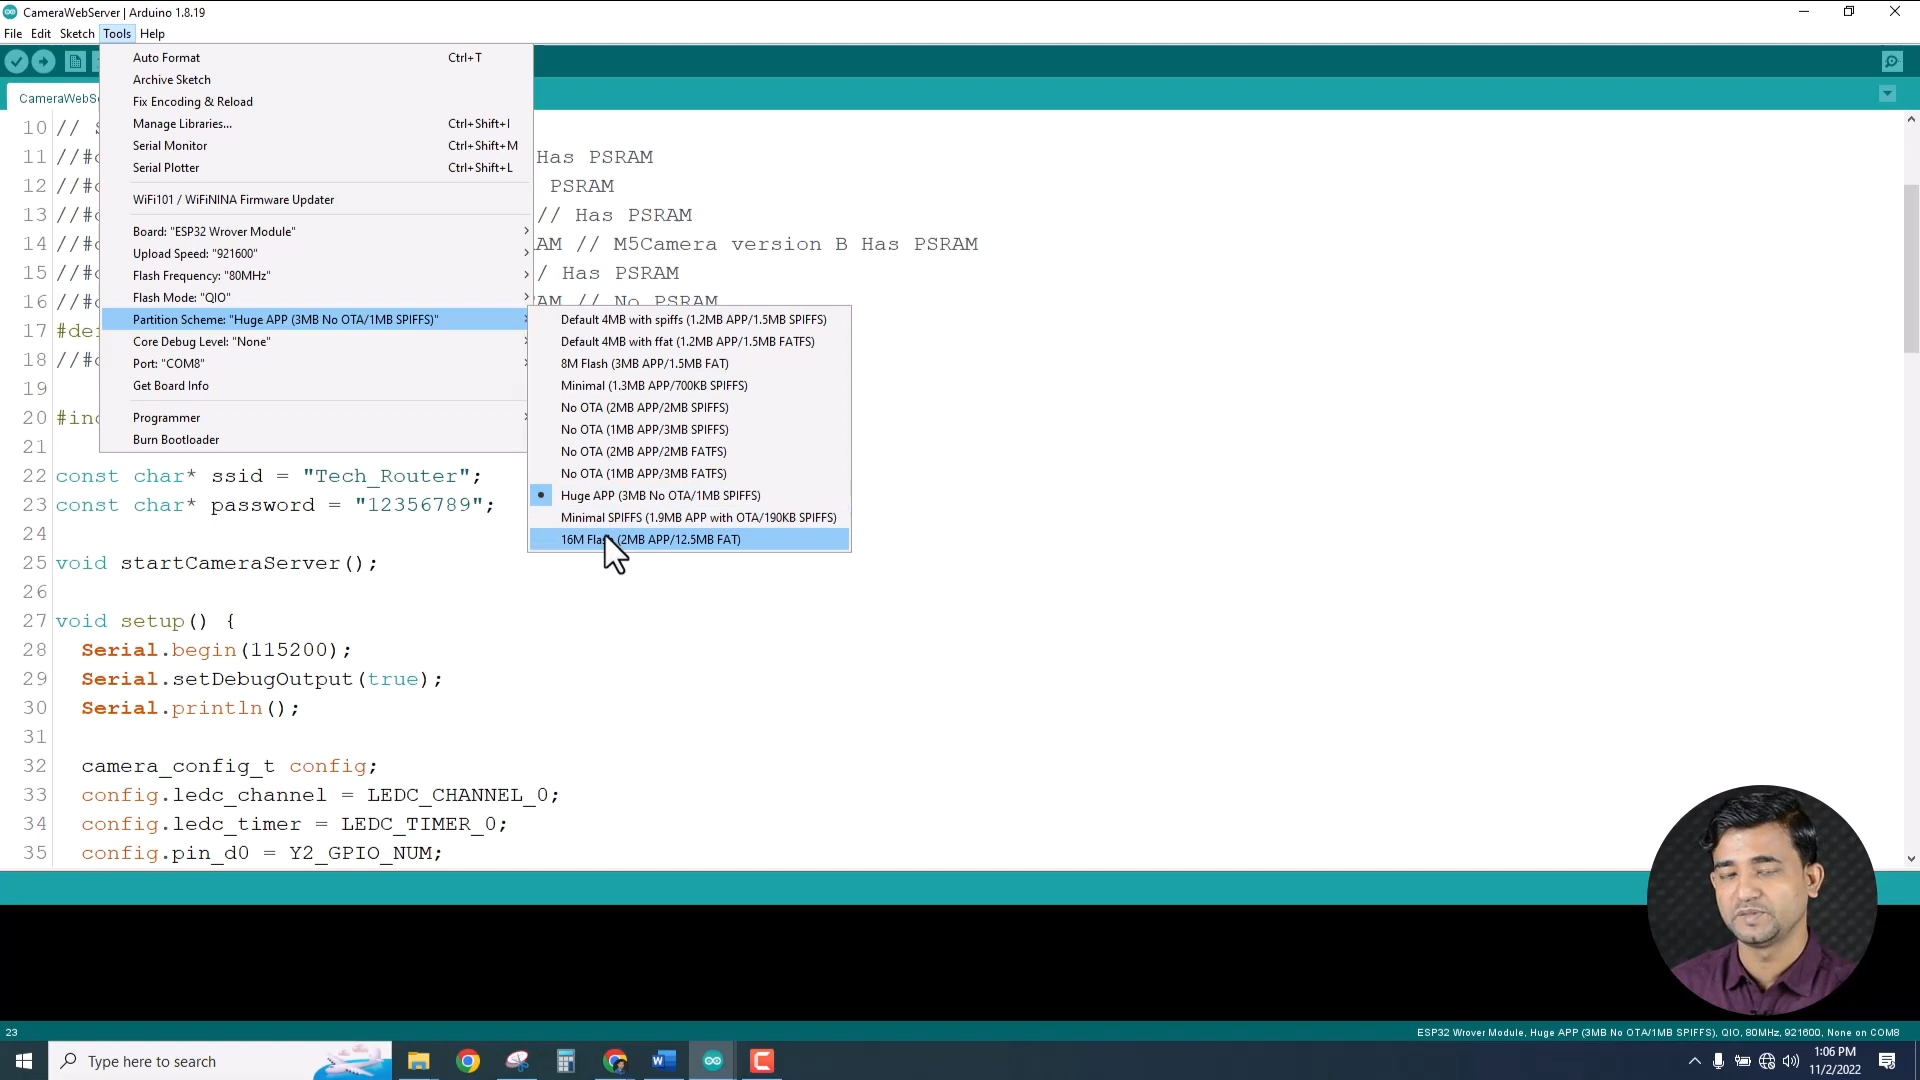 CameraWebServer | Arduino 1.8.19
File Edit Sketch Tools Help
CameraWebSe
Auto Format Ctrl+T
Archive Sketch
Fix Encoding & Reload
Manage Libraries... Ctrl+Shift+I
Serial Monitor Ctrl+Shift+M
Serial Plotter Ctrl+Shift+L
WiFi101 / WiFiNINA Firmware Updater
Board: "ESP32 Wrover Module"
Upload Speed: "921600"
Flash Frequency: "80MHz"
Flash Mode: "QIO"
Partition Scheme: "Huge APP (3MB No OTA/1MB SPIFFS)"
Core Debug Level: "None"
Port: "COM8"
Get Board Info
Programmer
Burn Bootloader
Default 4MB with spiffs (1.2MB APP/1.5MB SPIFFS)
Default 4MB with ffat (1.2MB APP/1.5MB FATFS)
8M Flash (3MB APP/1.5MB FAT)
Minimal (1.3MB APP/700KB SPIFFS)
No OTA (2MB APP/2MB SPIFFS)
No OTA (1MB APP/3MB SPIFFS)
No OTA (2MB APP/2MB FATFS)
No OTA (1MB APP/3MB FATFS)
Huge APP (3MB No OTA/1MB SPIFFS)
Minimal SPIFFS (1.9MB APP with OTA/190KB SPIFFS)
16M Flash (2MB APP/12.5MB FAT)
10 //
11 //# Has PSRAM
12 //# PSRAM
13 //# // Has PSRAM
14 //# AM // M5Camera version B Has PSRAM
15 //# / Has PSRAM
16 //# AM // No PSRAM
17 #de
18 //#
19
20 #inc
21
22 const char* ssid = "Tech_Router";
23 const char* password = "12356789";
24
25 void startCameraServer();
26
27 void setup() {
28 Serial.begin(115200);
29 Serial.setDebugOutput(true);
30 Serial.println();
31
32 camera_config_t config;
33 config.ledc_channel = LEDC_CHANNEL_0;
34 config.ledc_timer = LEDC_TIMER_0;
35 config.pin_d0 = Y2_GPIO_NUM;
23 ESP32 Wrover Module, Huge APP (3MB No OTA/1MB SPIFFS), QIO, 80MHz, 921600, None on COM8
Type here to search
1:06 PM
11/2/2022